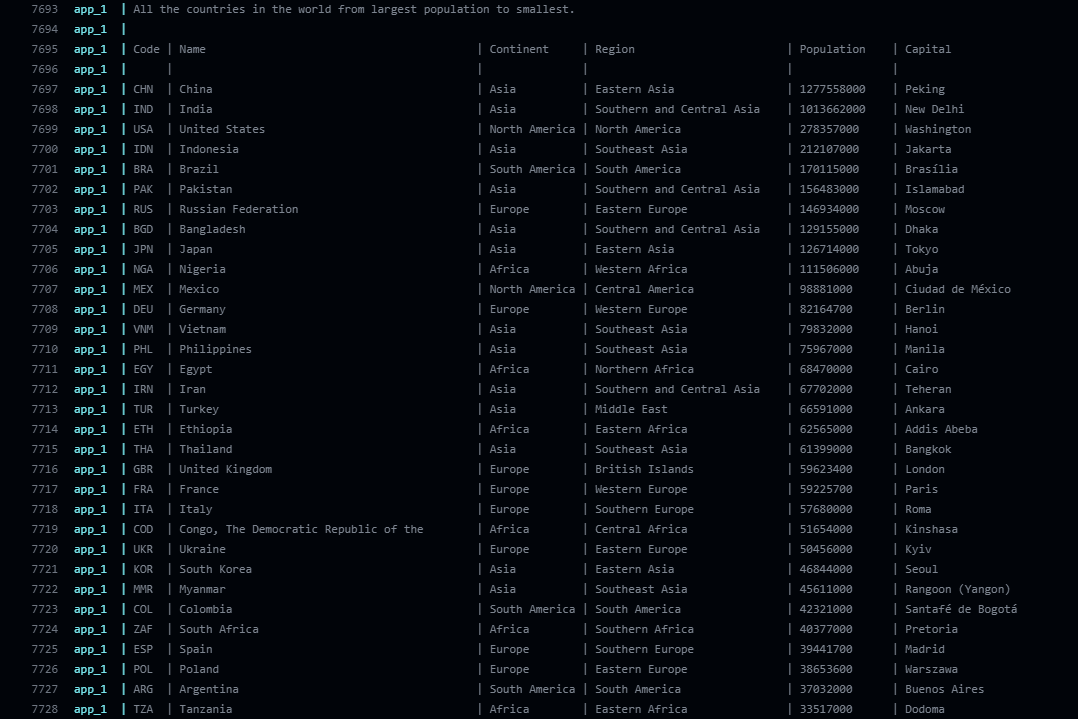 7693 app_1 | All the countries in the world from largest population to smallest.
7694 app_1 |
7695 app_1 | Code | Name | Continent | Region | Population | Capital
7696 app_1 | | | | | |
7697 app_1 | CHN | China | Asia | Eastern Asia | 1277558000 | Peking
7698 app_1 | IND | India | Asia | Southern and Central Asia | 1013662000 | New Delhi
7699 app_1 | USA | United States | North America | North America | 278357000 | Washington
7700 app_1 | IDN | Indonesia | Asia | Southeast Asia | 212107000 | Jakarta
7701 app_1 | BRA | Brazil | South America | South America | 170115000 | Brasília
7702 app_1 | PAK | Pakistan | Asia | Southern and Central Asia | 156483000 | Islamabad
7703 app_1 | RUS | Russian Federation | Europe | Eastern Europe | 146934000 | Moscow
7704 app_1 | BGD | Bangladesh | Asia | Southern and Central Asia | 129155000 | Dhaka
7705 app_1 | JPN | Japan | Asia | Eastern Asia | 126714000 | Tokyo
7706 app_1 | NGA | Nigeria | Africa | Western Africa | 111506000 | Abuja
7707 app_1 | MEX | Mexico | North America | Central America | 98881000 | Ciudad de México
7708 app_1 | DEU | Germany | Europe | Western Europe | 82164700 | Berlin
7709 app_1 | VNM | Vietnam | Asia | Southeast Asia | 79832000 | Hanoi
7710 app_1 | PHL | Philippines | Asia | Southeast Asia | 75967000 | Manila
7711 app_1 | EGY | Egypt | Africa | Northern Africa | 68470000 | Cairo
7712 app_1 | IRN | Iran | Asia | Southern and Central Asia | 67702000 | Teheran
7713 app_1 | TUR | Turkey | Asia | Middle East | 66591000 | Ankara
7714 app_1 | ETH | Ethiopia | Africa | Eastern Africa | 62565000 | Addis Abeba
7715 app_1 | THA | Thailand | Asia | Southeast Asia | 61399000 | Bangkok
7716 app_1 | GBR | United Kingdom | Europe | British Islands | 59623400 | London
7717 app_1 | FRA | France | Europe | Western Europe | 59225700 | Paris
7718 app_1 | ITA | Italy | Europe | Southern Europe | 57680000 | Roma
7719 app_1 | COD | Congo, The Democratic Republic of the | Africa | Central Africa | 51654000 | Kinshasa
7720 app_1 | UKR | Ukraine | Europe | Eastern Europe | 50456000 | Kyiv
7721 app_1 | KOR | South Korea | Asia | Eastern Asia | 46844000 | Seoul
7722 app_1 | MMR | Myanmar | Asia | Southeast Asia | 45611000 | Rangoon (Yangon)
7723 app_1 | COL | Colombia | South America | South America | 42321000 | Santafé de Bogotá
7724 app_1 | ZAF | South Africa | Africa | Southern Africa | 40377000 | Pretoria
7725 app_1 | ESP | Spain | Europe | Southern Europe | 39441700 | Madrid
7726 app_1 | POL | Poland | Europe | Eastern Europe | 38653600 | Warszawa
7727 app_1 | ARG | Argentina | South America | South America | 37032000 | Buenos Aires
7728 app_1 | TZA | Tanzania | Africa | Eastern Africa | 33517000 | Dodoma